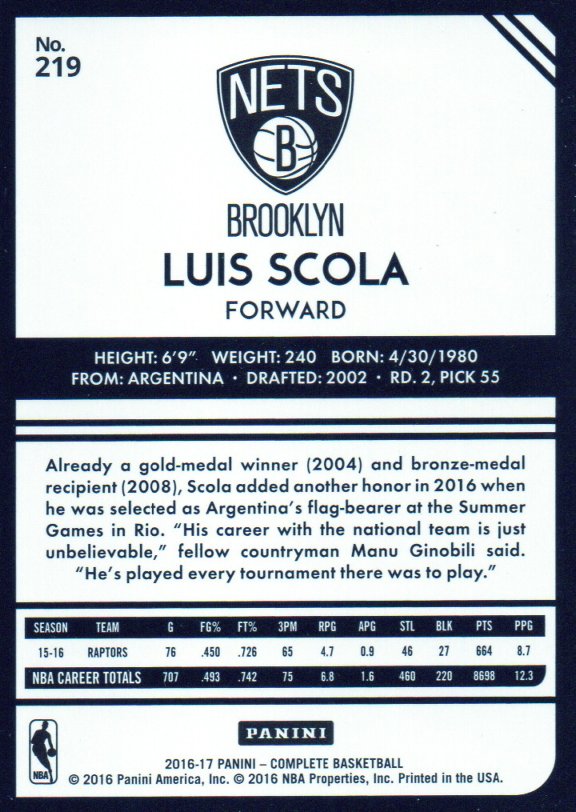 No.
219
NETS
B
BROOKLYN
LUIS SCOLA
FORWARD
HEIGHT: 6'9" WEIGHT: 240 BORN: 4/30/1980
FROM: ARGENTINA • DRAFTED: 2002 • RD. 2, PICK 55
Already a gold-medal winner (2004) and bronze-medal
recipient (2008), Scola added another honor in 2016 when
he was selected as Argentina's flag-bearer at the Summer
Games in Rio. "His career with the national team is just
unbelievable," fellow countryman Manu Ginobili said.
"He's played every tournament there was to play."
SEASON TEAM G FG% FT% 3PM RPG APG STL BLK PTS PPG
15-16 RAPTORS 76 .450 .726 65 4.7 0.9 46 27 664 8.7
NBA CAREER TOTALS 707 .493 .742 75 6.8 1.6 460 220 8698 12.3
PANINI
NBA
2016-17 PANINI – COMPLETE BASKETBALL
© 2016 Panini America, Inc. © 2016 NBA Properties, Inc. Printed in the USA.